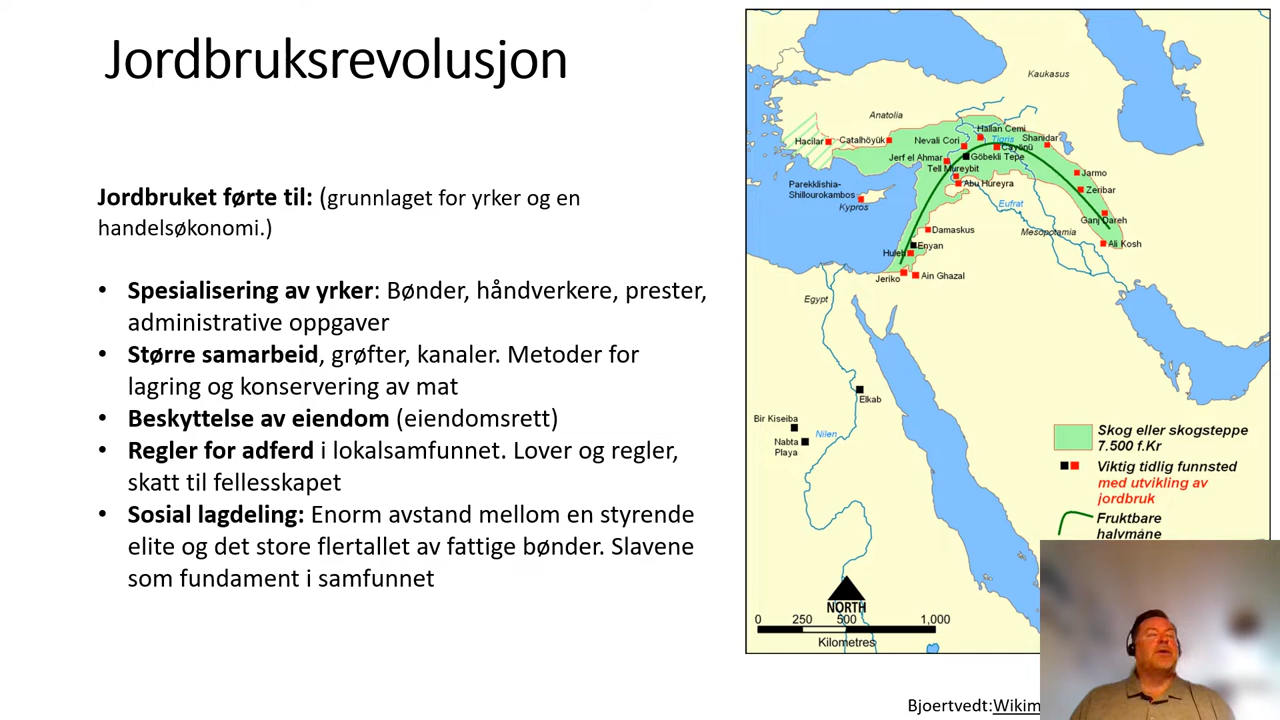 Jordbruksrevolusjon
Jordbruket førte til: (grunnlaget for yrker og en
handelsøkonomi.)
• Spesialisering av yrker: Bønder, håndverkere, prester,
administrative oppgaver
• Større samarbeid, grøfter, kanaler. Metoder for
lagring og konservering av mat
• Beskyttelse av eiendom (eiendomsrett)
• Regler for adferd i lokalsamfunnet. Lover og regler,
skatt til fellesskapet
• Sosial lagdeling: Enorm avstand mellom en styrende
elite og det store flertallet av fattige bønder. Slavene
som fundament i samfunnet
Kaukasus
Anatolia
Hallan Cemi
Hacilar
Catalhöyük
Nevali Cori
Tigris
Shanidar
Cayönü
Jerf el Ahmar
Göbekli Tepe
Tell Mureybit
Jarmo
Parekklishia-
Shillourokambos
Abu Hureyra
Zeribar
Kypros
Eufrat
Ganj Dareh
Damaskus
Mesopotamia
Enyan
Ali Kosh
Huleh
Jeriko
Ain Ghazal
Egypt
Elkab
Bir Kiseiba
Nilen
Nabta
Playa
Skog eller skogsteppe
7.500 f.Kr
Viktig tidlig funnsted
med utvikling av
jordbruk
Fruktbare
halvmåne
NORTH
0 250 500 1,000
Kilometres
Bjoertvedt:Wikim